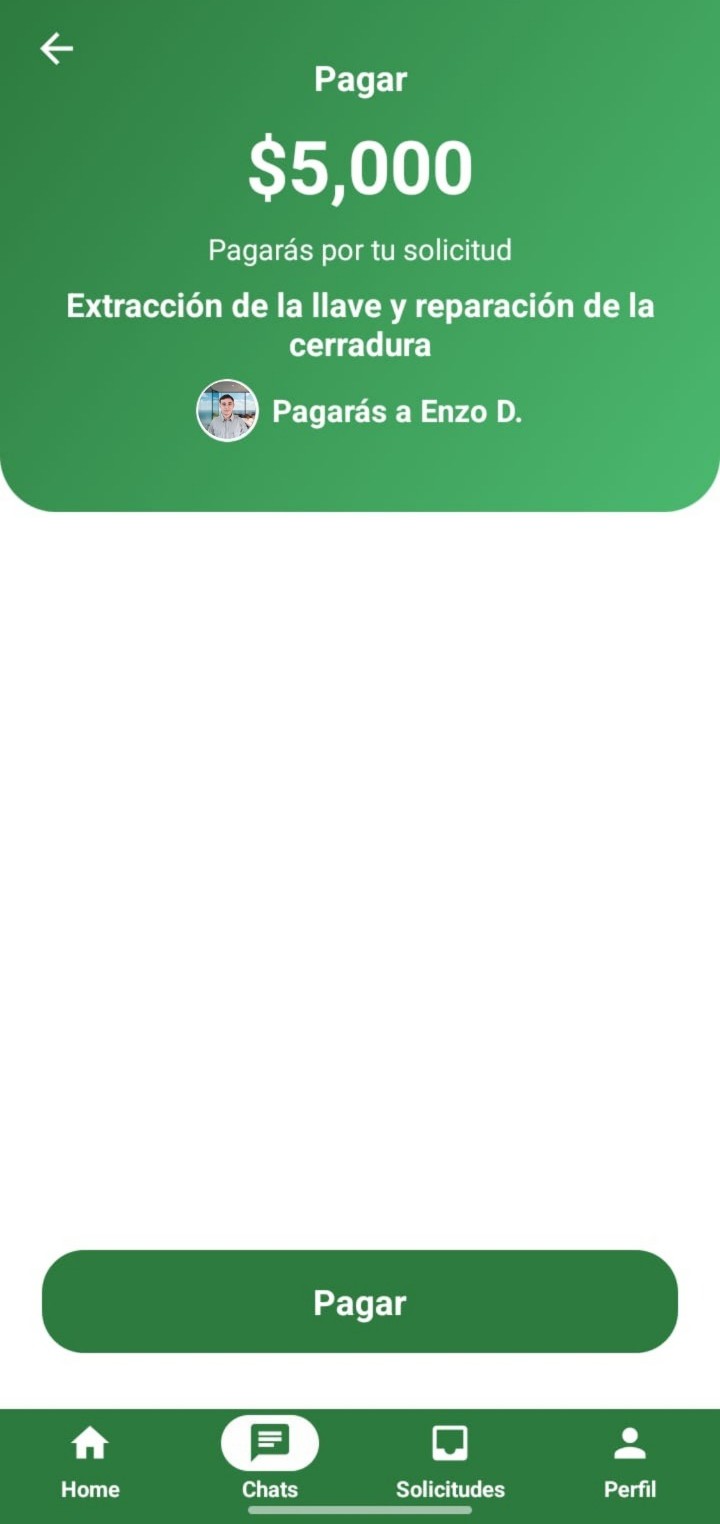 Pagar
$5,000
Pagarás por tu solicitud
Extracción de la llave y reparación de la
cerradura
Pagarás a Enzo D.
Pagar
Home
Chats
Solicitudes
Perfil